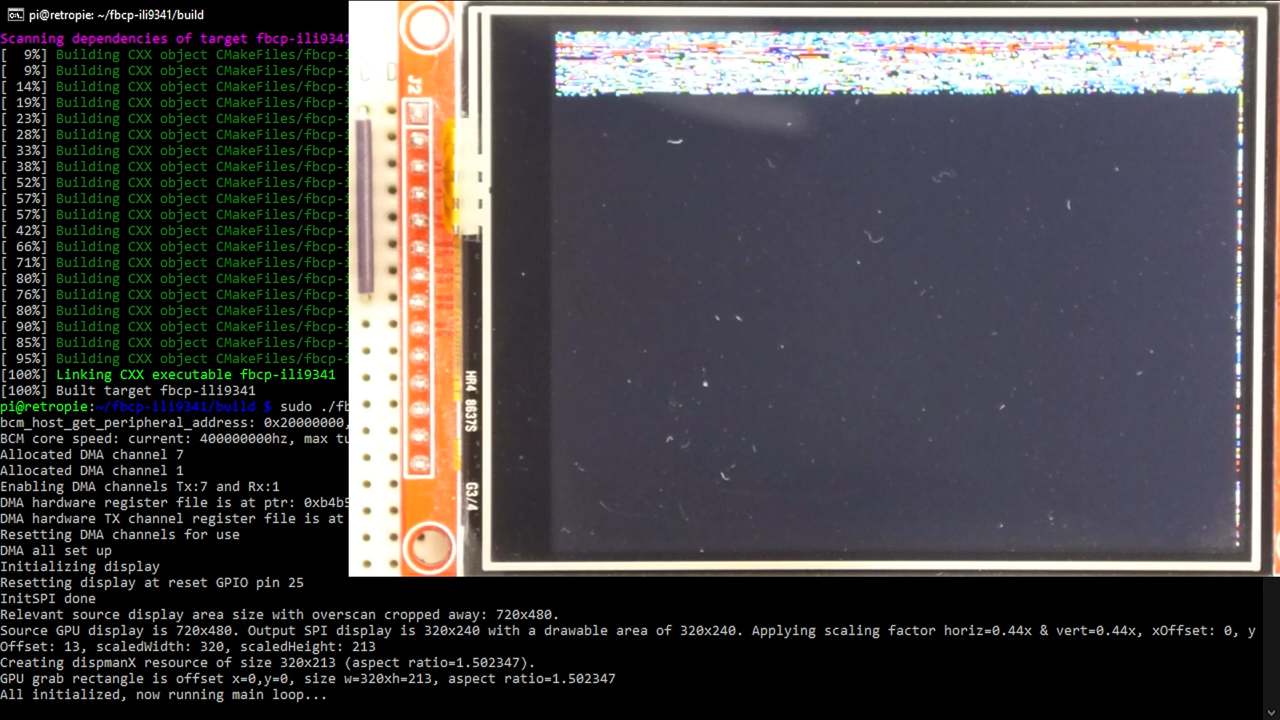 pi@retropie: ~/fbcp-ili9341/build
Scanning dependencies of target fbcp-ili9341
[  9%] Building CXX object CMakeFiles/fbcp-i
[  9%] Building CXX object CMakeFiles/fbcp-i
[ 14%] Building CXX object CMakeFiles/fbcp-i
[ 19%] Building CXX object CMakeFiles/fbcp-i
[ 23%] Building CXX object CMakeFiles/fbcp-i
[ 28%] Building CXX object CMakeFiles/fbcp-i
[ 33%] Building CXX object CMakeFiles/fbcp-i
[ 38%] Building CXX object CMakeFiles/fbcp-i
[ 52%] Building CXX object CMakeFiles/fbcp-i
[ 57%] Building CXX object CMakeFiles/fbcp-i
[ 57%] Building CXX object CMakeFiles/fbcp-i
[ 42%] Building CXX object CMakeFiles/fbcp-i
[ 66%] Building CXX object CMakeFiles/fbcp-i
[ 71%] Building CXX object CMakeFiles/fbcp-i
[ 80%] Building CXX object CMakeFiles/fbcp-i
[ 76%] Building CXX object CMakeFiles/fbcp-i
[ 80%] Building CXX object CMakeFiles/fbcp-i
[ 90%] Building CXX object CMakeFiles/fbcp-i
[ 85%] Building CXX object CMakeFiles/fbcp-i
[ 95%] Building CXX object CMakeFiles/fbcp-i
[100%] Linking CXX executable fbcp-ili9341
[100%] Built target fbcp-ili9341
pi@retropie:~/fbcp-ili9341/build $ sudo ./fb
bcm_host_get_peripheral_address: 0x20000000,
BCM core speed: current: 400000000hz, max tu
Allocated DMA channel 7
Allocated DMA channel 1
Enabling DMA channels Tx:7 and Rx:1
DMA hardware register file is at ptr: 0xb4b5
DMA hardware TX channel register file is at
Resetting DMA channels for use
DMA all set up
Initializing display
Resetting display at reset GPIO pin 25
InitSPI done
Relevant source display area size with overscan cropped away: 720x480.
Source GPU display is 720x480. Output SPI display is 320x240 with a drawable area of 320x240. Applying scaling factor horiz=0.44x & vert=0.44x, xOffset: 0, y
Offset: 13, scaledWidth: 320, scaledHeight: 213
Creating dispmanX resource of size 320x213 (aspect ratio=1.502347).
GPU grab rectangle is offset x=0,y=0, size w=320xh=213, aspect ratio=1.502347
All initialized, now running main loop...
J2
HR4 8637S
G3/4